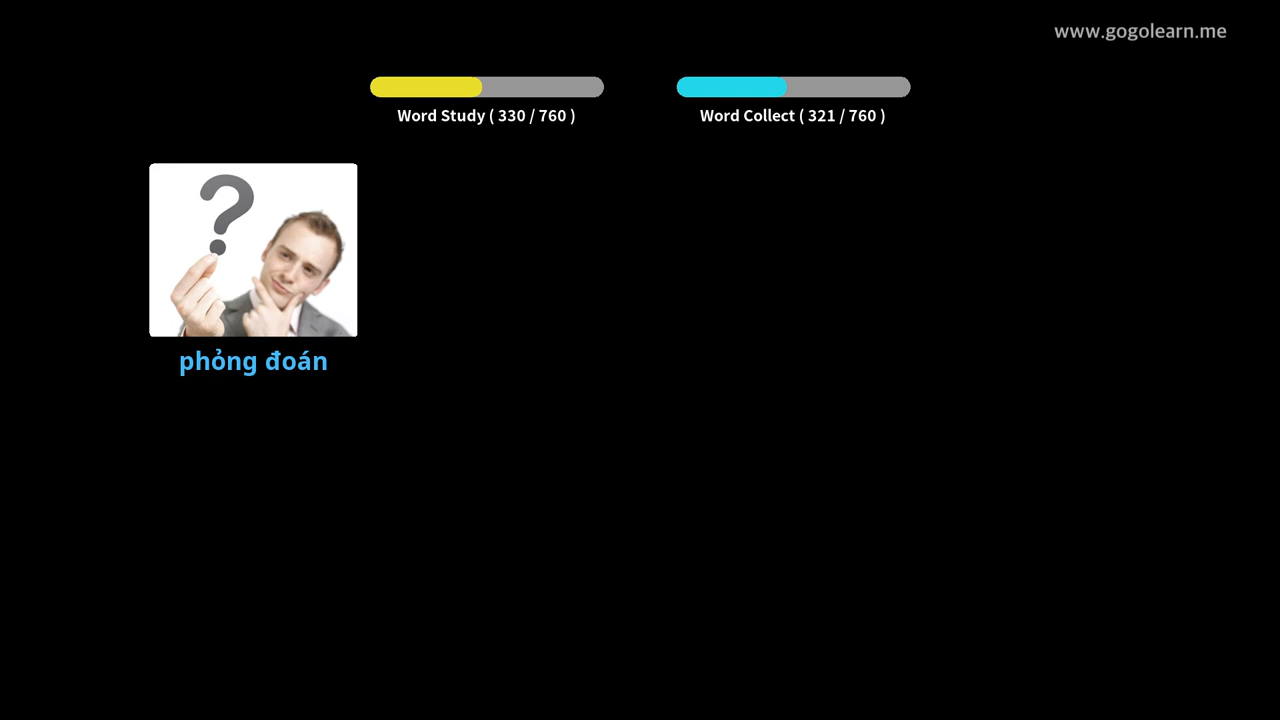 www.gogolearn.me
Word Study ( 330 / 760 )
Word Collect ( 321 / 760 )
?
phỏng đoán